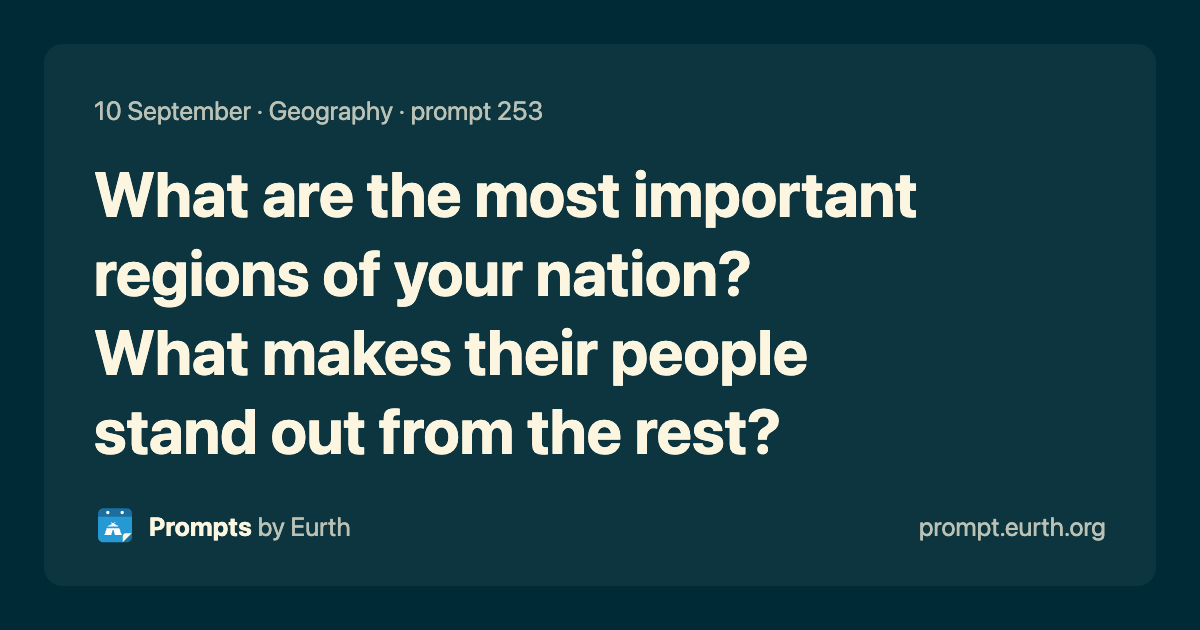 10 September · Geography · prompt 253
What are the most important
regions of your nation?
What makes their people
stand out from the rest?
Prompts by Eurth
prompt.eurth.org